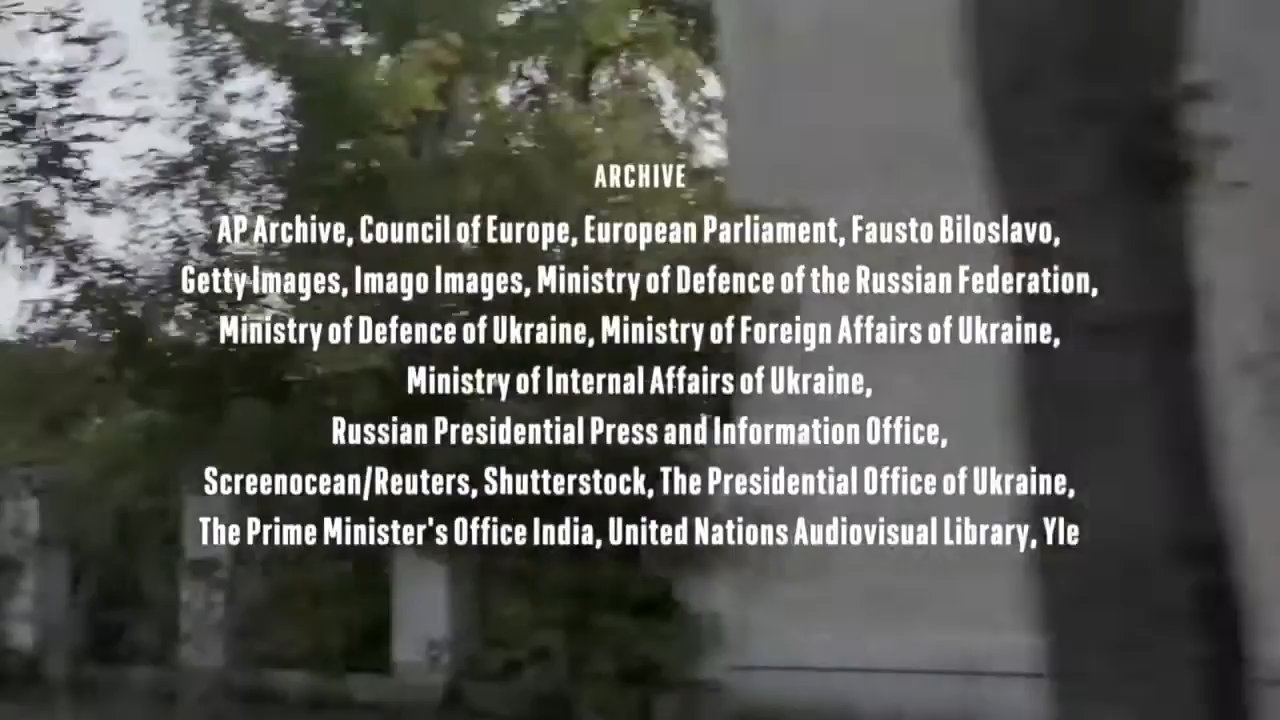 ARCHIVE
AP Archive, Council of Europe, European Parliament, Fausto Biloslavo,
Getty Images, Imago Images, Ministry of Defence of the Russian Federation,
Ministry of Defence of Ukraine, Ministry of Foreign Affairs of Ukraine,
Ministry of Internal Affairs of Ukraine,
Russian Presidential Press and Information Office,
Screenocean/Reuters, Shutterstock, The Presidential Office of Ukraine,
The Prime Minister's Office India, United Nations Audiovisual Library, Yle